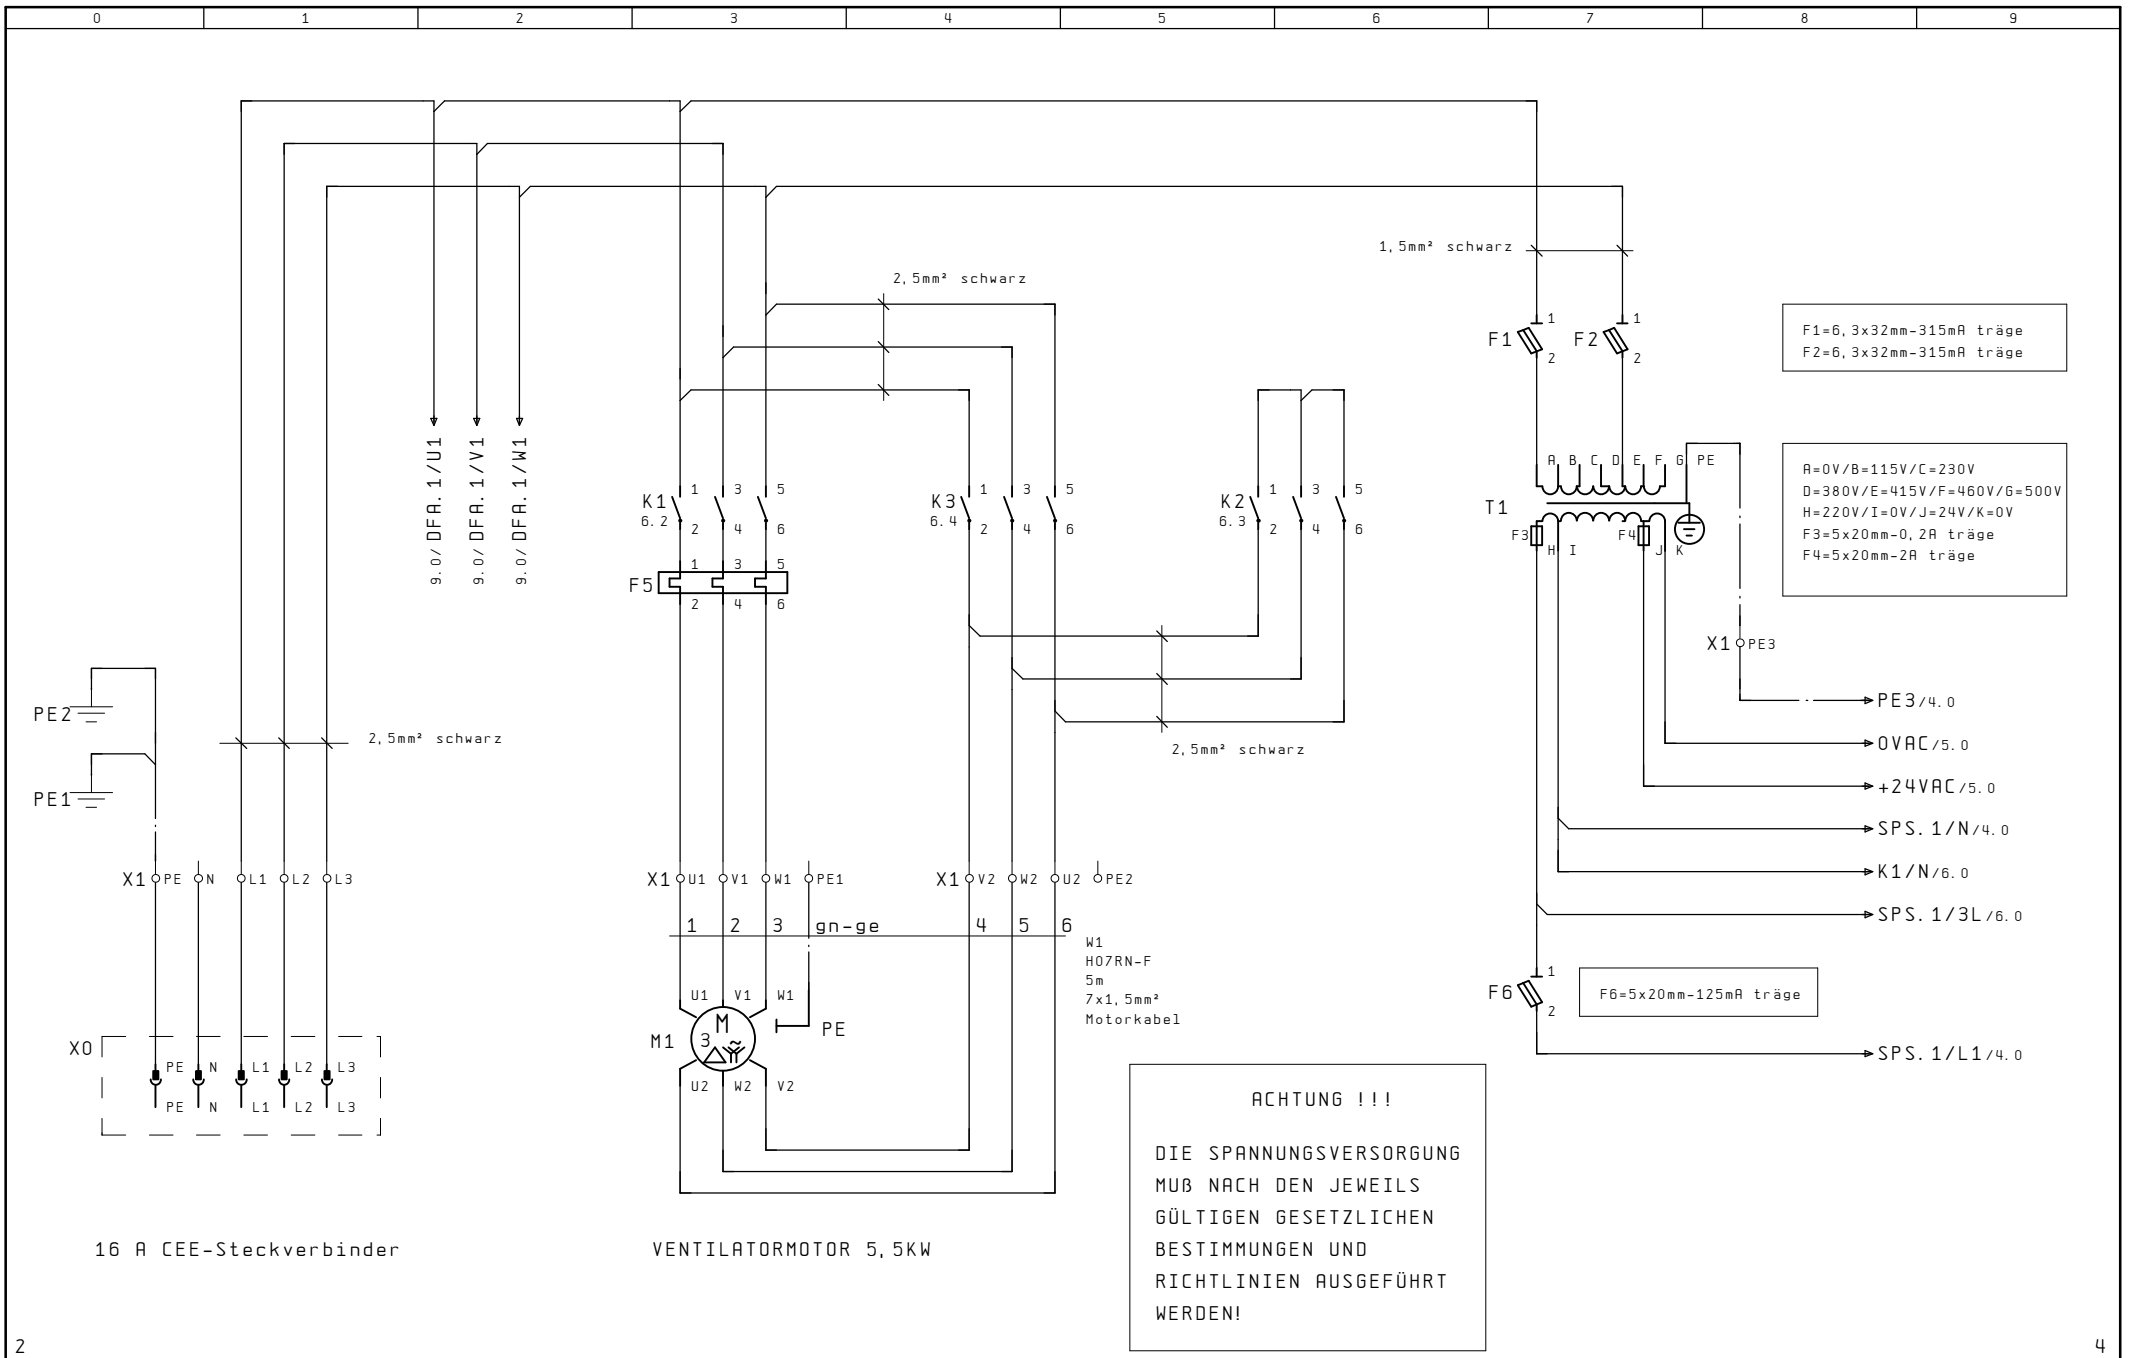 0 1 2 3 4 5 6 7 8 9
1,5mm² schwarz
2,5mm² schwarz
F1 1 2
F2 1 2
F1=6,3x32mm-315mA träge
F2=6,3x32mm-315mA träge
9.0/ DFA.1/U1
9.0/ DFA.1/V1
9.0/ DFA.1/W1
A B C D E F G PE
T1
F3 H I F4 J K
A=0V/B=115V/C=230V
D=380V/E=415V/F=460V/G=500V
H=220V/I=0V/J=24V/K=0V
F3=5x20mm-0,2A träge
F4=5x20mm-2A träge
K1 1 3 5
6.2 2 4 6
K3 1 3 5
6.4 2 4 6
K2 1 3 5
6.3 2 4 6
F5 1 3 5
2 4 6
X1 PE3
PE2
PE1
2,5mm² schwarz
2,5mm² schwarz
PE3/4.0
0VAC/5.0
+24VAC/5.0
SPS.1/N/4.0
K1/N/6.0
SPS.1/3L/6.0
X1 PE N L1 L2 L3
X1 U1 V1 W1 PE1
X1 V2 W2 U2 PE2
1 2 3 gn-ge 4 5 6
W1
H07RN-F
5m
7x1,5mm²
Motorkabel
F6 1 2
F6=5x20mm-125mA träge
SPS.1/L1/4.0
U1 V1 W1
M1 M 3 ~ PE
U2 W2 V2
X0
PE N L1 L2 L3
PE N L1 L2 L3
ACHTUNG !!!
DIE SPANNUNGSVERSORGUNG
MUß NACH DEN JEWEILS
GÜLTIGEN GESETZLICHEN
BESTIMMUNGEN UND
RICHTLINIEN AUSGEFÜHRT
WERDEN!
16 A CEE-Steckverbinder
VENTILATORMOTOR 5,5KW
2
4